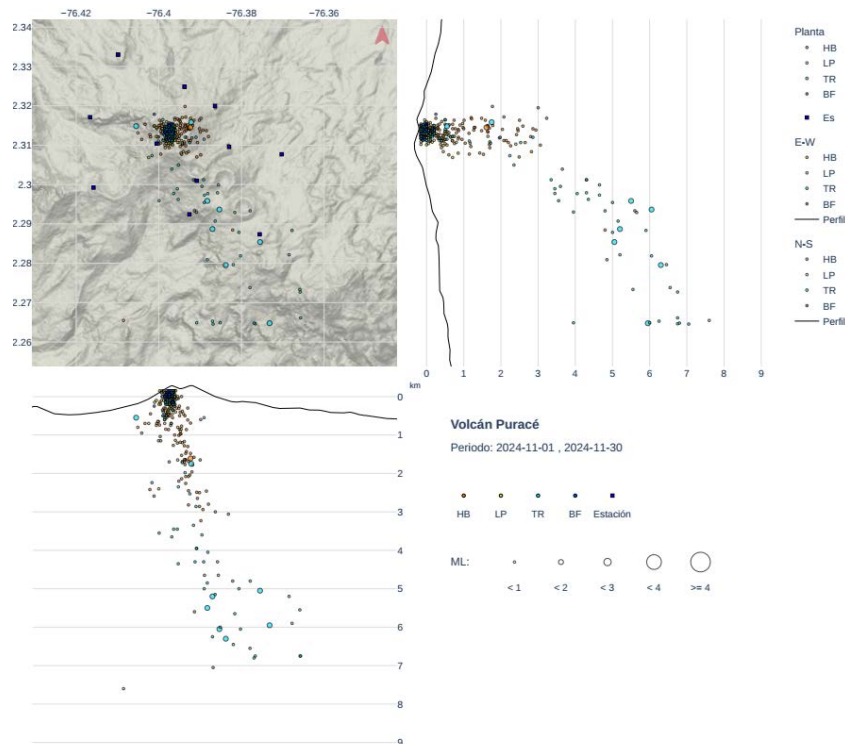 −76.42 −76.4 −76.38 −76.36
2.34
2.33
2.32
2.31
2.3
2.29
2.28
2.27
2.26
0 1 2 3 4 5 6 7 8 9
km
Planta
HB
LP
TR
BF
Es
E-W
HB
LP
TR
BF
Perfil
N-S
HB
LP
TR
BF
Perfil
0
1
2
3
4
5
6
7
8
9
Volcán Puracé
Periodo: 2024-11-01 , 2024-11-30
HB LP TR BF Estación
ML:
< 1 < 2 < 3 < 4 >= 4